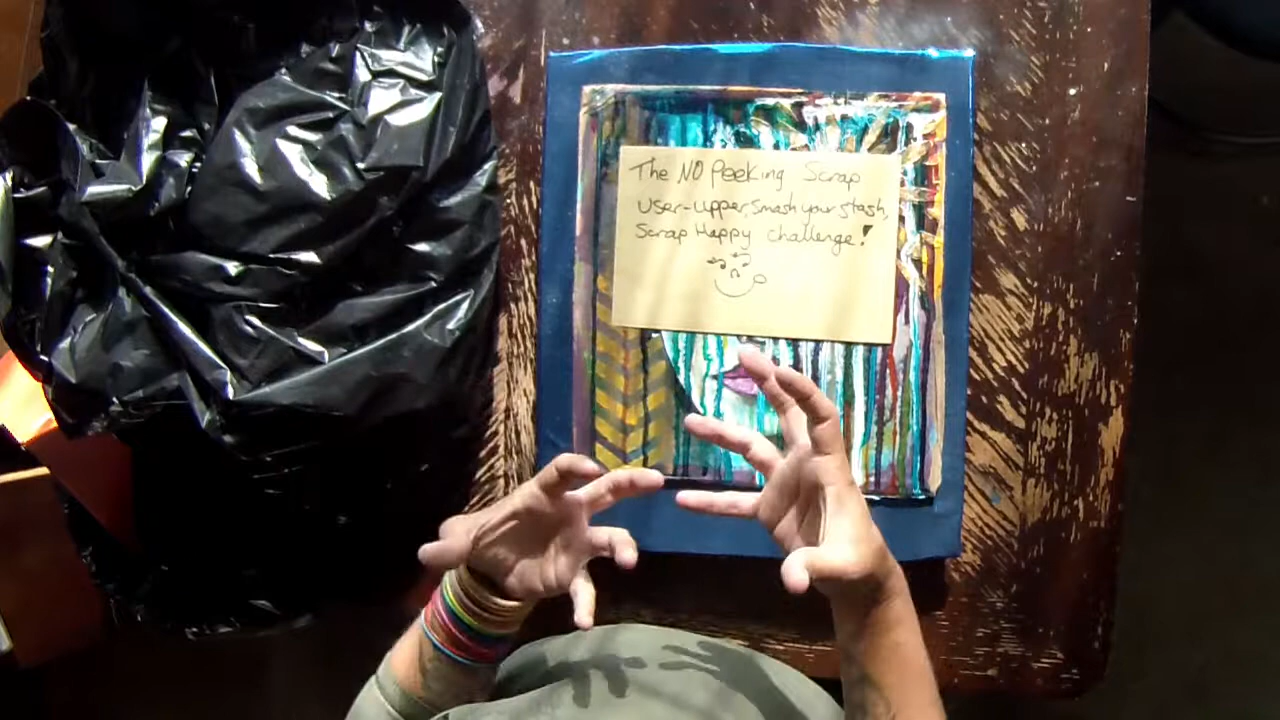 The NO Peeking Scrap
user-upper, smash your stash,
Scrap Happy challenge!